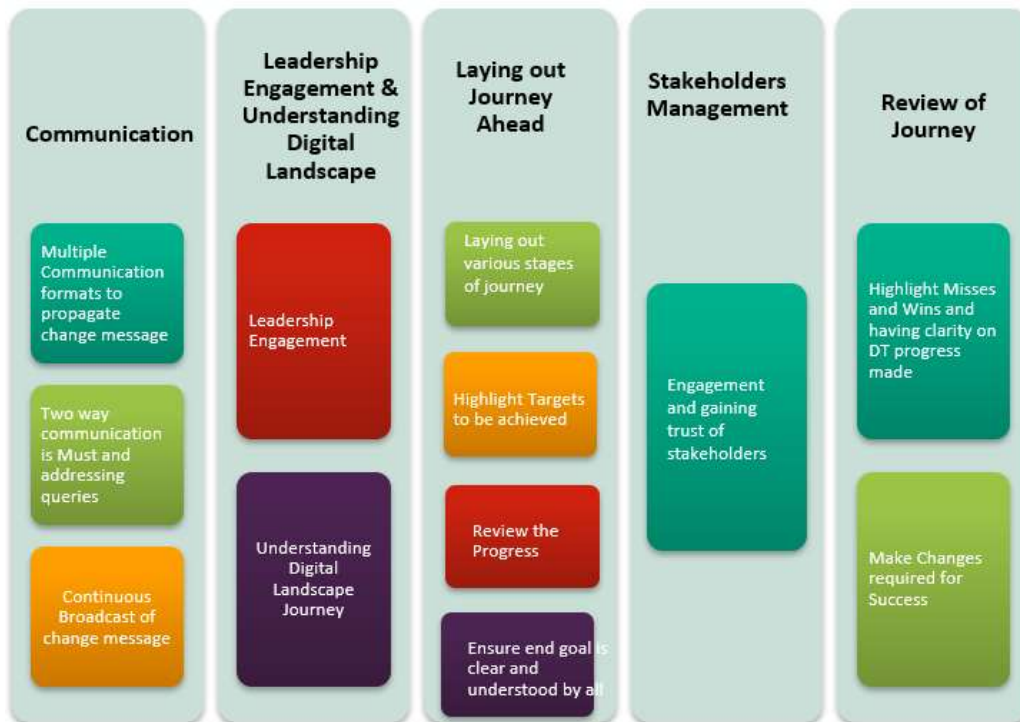 Communication
Multiple
Communication
formats to
propagate
change message
Two way
communication
is Must and
addressing
queries
Continuous
Broadcast of
change message
Leadership
Engagement &
Understanding
Digital
Landscape
Leadership
Engagement
Understanding
Digital
Landscape
Journey
Laying out
Journey
Ahead
Laying out
various stages
of journey
Highlight Targets
to be achieved
Review the
Progress
Ensure end goal is
clear and
understood by all
Stakeholders
Management
Engagement
and gaining
trust of
stakeholders
Review of
Journey
Highlight Misses
and Wins and
having clarity on
DT progress
made
Make Changes
required for
Success